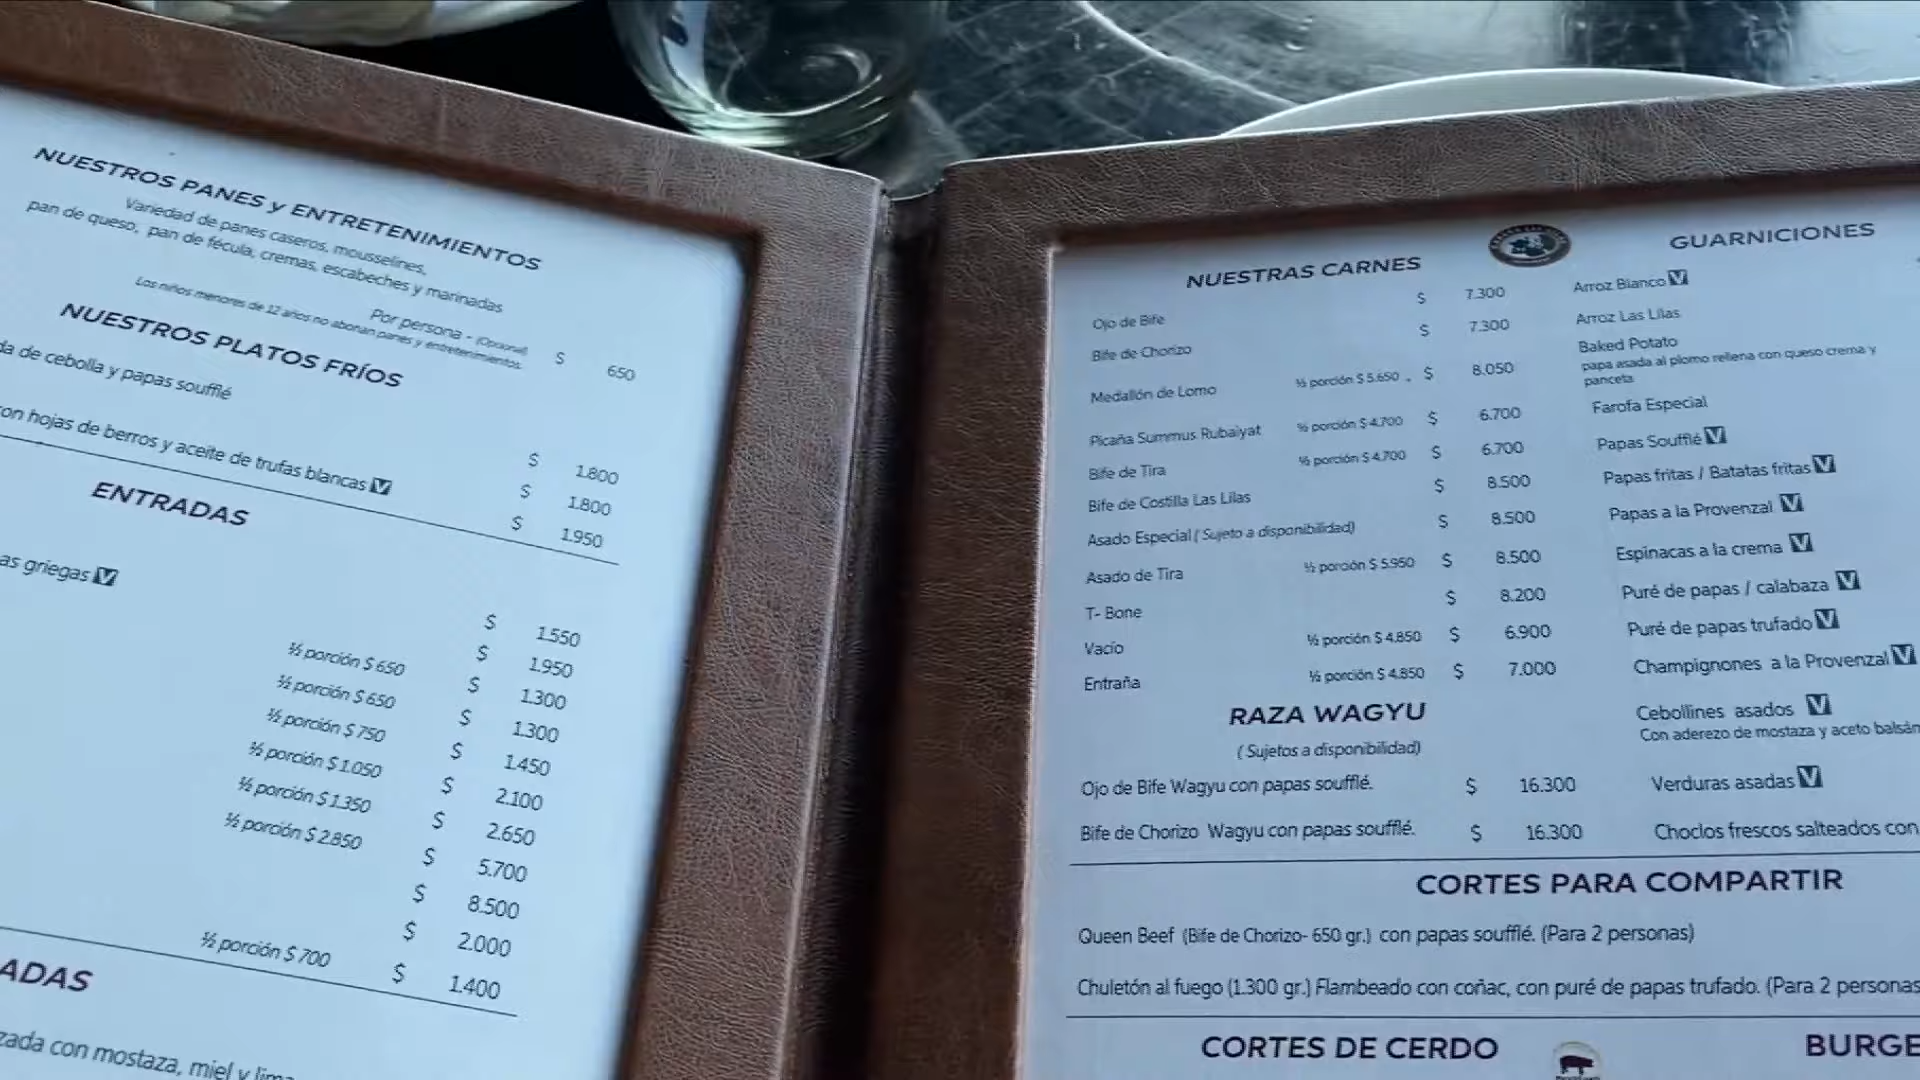 NUESTROS PANES y ENTRETENIMIENTOS
Variedad de panes caseros, mousselines,
pan de queso, pan de fécula, cremas, escabeches y marinadas
Por persona - (Opcional) $ 650
Los niños menores de 12 años no abonan panes y entretenimientos.
NUESTROS PLATOS FRÍOS
de cebolla y papas soufflé
$ 1.800
$ 1.800
con hojas de berros y aceite de trufas blancas V $ 1.950
ENTRADAS
griegas V
$ 1.550
$ 1.950
½ porción $ 650 $ 1.300
½ porción $ 650 $ 1.300
½ porción $ 750 $ 1.450
½ porción $ 1.050 $ 2.100
½ porción $ 1.350 $ 2.650
½ porción $ 2.850 $ 5.700
$ 8.500
$ 2.000
½ porción $ 700 $ 1.400
ADAS
con mostaza, miel y
NUESTRAS CARNES
Ojo de Bife $ 7.300
Bife de Chorizo $ 7.300
Medallón de Lomo ½ porción $ 5.650 . $ 8.050
Picaña Summus Rubaiyat ½ porción $ 4.700 $ 6.700
Bife de Tira ½ porción $ 4.700 $ 6.700
Bife de Costilla Las Lilas $ 8.500
Asado Especial ( Sujeto a disponibilidad) $ 8.500
Asado de Tira ½ porción $ 5.950 $ 8.500
T- Bone $ 8.200
Vacío ½ porción $ 4.850 $ 6.900
Entraña ½ porción $ 4.850 $ 7.000
RAZA WAGYU
( Sujetos a disponibilidad)
Ojo de Bife Wagyu con papas soufflé. $ 16.300
Bife de Chorizo Wagyu con papas soufflé. $ 16.300
GUARNICIONES
Arroz Blanco V
Arroz Las Lilas
Baked Potato
papa asada al plomo rellena con queso crema y
panceta
Farofa Especial
Papas Soufflé V
Papas fritas / Batatas fritas V
Papas a la Provenzal V
Espinacas a la crema V
Puré de papas / calabaza V
Puré de papas trufado V
Champignones a la Provenzal V
Cebollines asados V
Con aderezo de mostaza y aceto balsám
Verduras asadas V
Choclos frescos salteados con
CORTES PARA COMPARTIR
Queen Beef (Bife de Chorizo- 650 gr.) con papas soufflé. (Para 2 personas)
Chuletón al fuego (1.300 gr.) Flambeado con coñac, con puré de papas trufado. (Para 2 personas
CORTES DE CERDO
BURGE